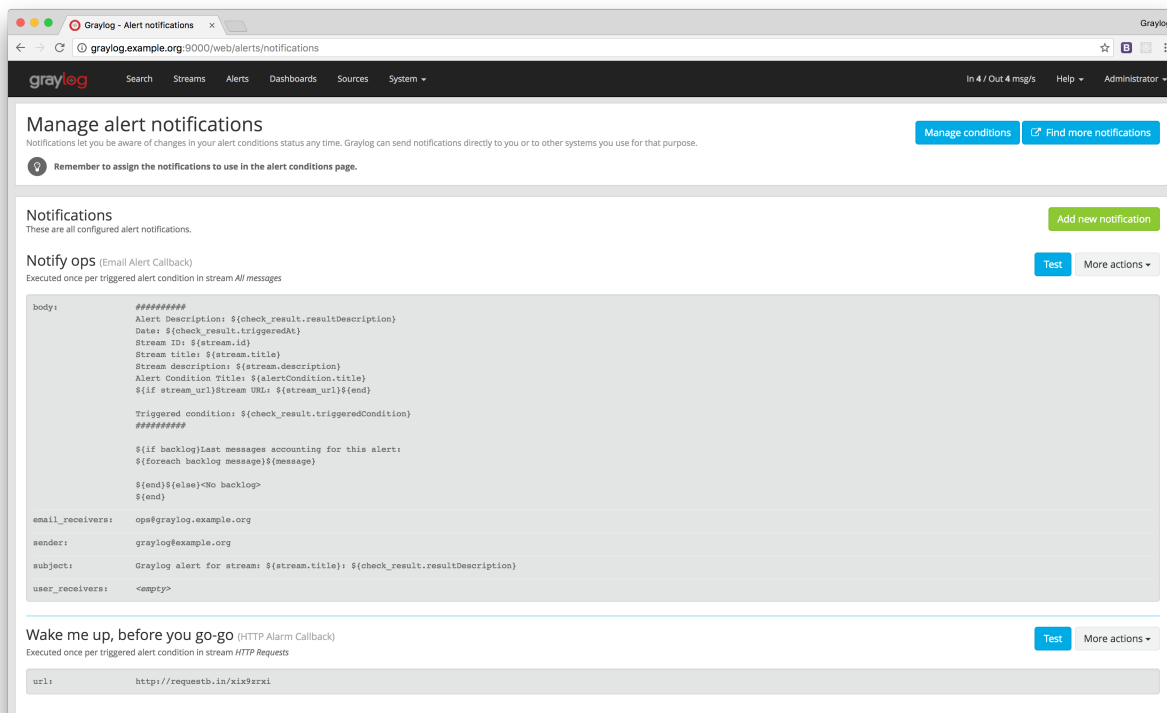 Graylog - Alert notifications ×
Graylog
graylog.example.org:9000/web/alerts/notifications
B
graylog Search Streams Alerts Dashboards Sources System In 4 / Out 4 msg/s Help Administrator
Manage alert notifications
Notifications let you be aware of changes in your alert conditions status any time. Graylog can send notifications directly to you or to other systems you use for that purpose.
Manage conditions Find more notifications
Remember to assign the notifications to use in the alert conditions page.
Notifications
These are all configured alert notifications.
Add new notification
Notify ops (Email Alert Callback)
Executed once per triggered alert condition in stream All messages
Test More actions
body: ##########
Alert Description: ${check_result.resultDescription}
Date: ${check_result.triggeredAt}
Stream ID: ${stream.id}
Stream title: ${stream.title}
Stream description: ${stream.description}
Alert Condition Title: ${alertCondition.title}
${if stream_url}Stream URL: ${stream_url}${end}
Triggered condition: ${check_result.triggeredCondition}
##########
${if backlog}Last messages accounting for this alert:
${foreach backlog message}${message}
${end}${else}<No backlog>
${end}
email_receivers: ops@graylog.example.org
sender: graylog@example.org
subject: Graylog alert for stream: ${stream.title}: ${check_result.resultDescription}
user_receivers: <empty>
Wake me up, before you go-go (HTTP Alarm Callback)
Executed once per triggered alert condition in stream HTTP Requests
Test More actions
url: http://requestb.in/xix9zrxi